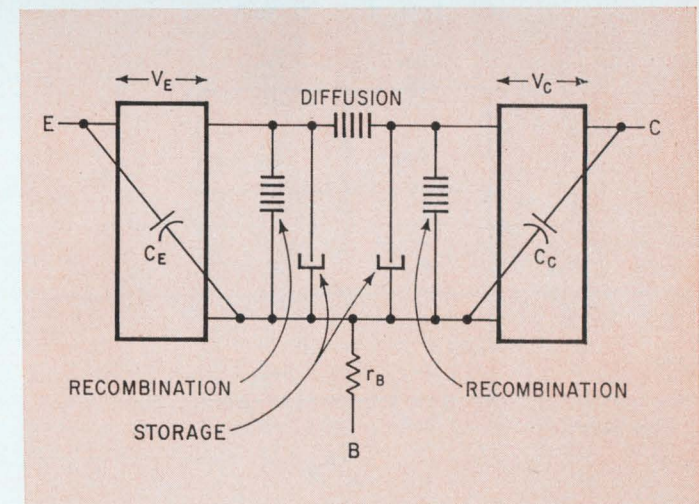 V_E
V_C
DIFFUSION
E
C
C_E
C_C
RECOMBINATION
r_B
RECOMBINATION
STORAGE
B